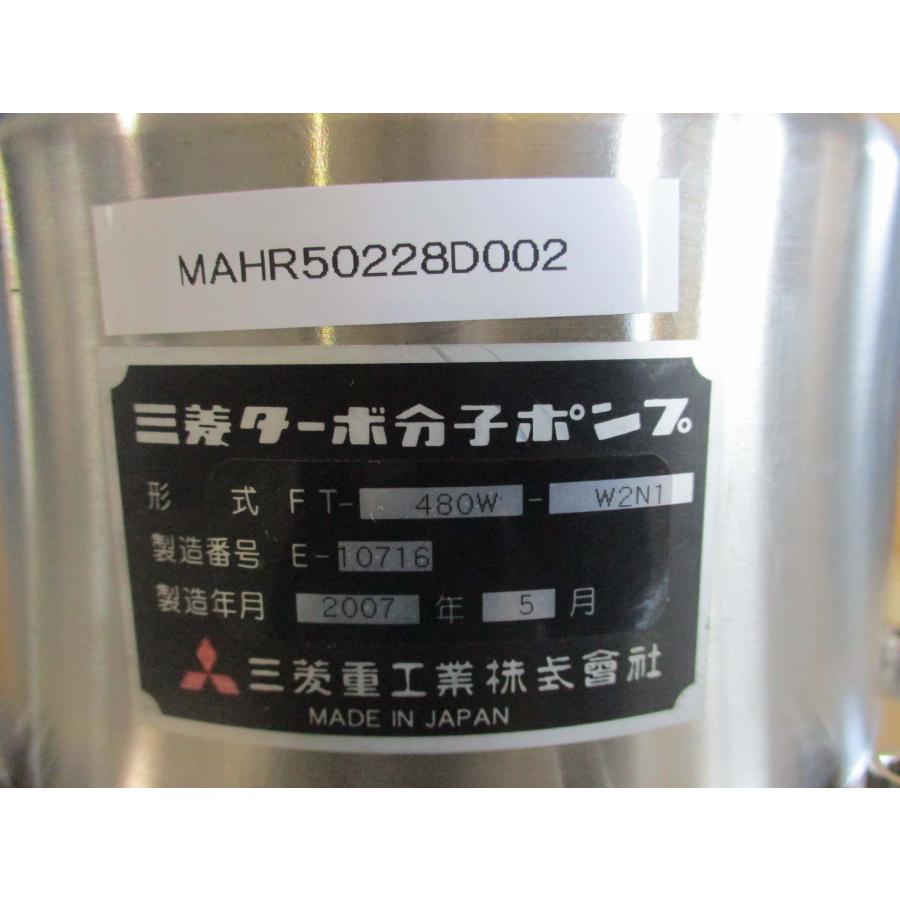 MAHR50228D002
三菱ターボ分子ポンプ
形 式 FT-480W-W2N1
製造番号 E-10716
製造年月 2007 年 5 月
三菱重工業株式會社
MADE IN JAPAN